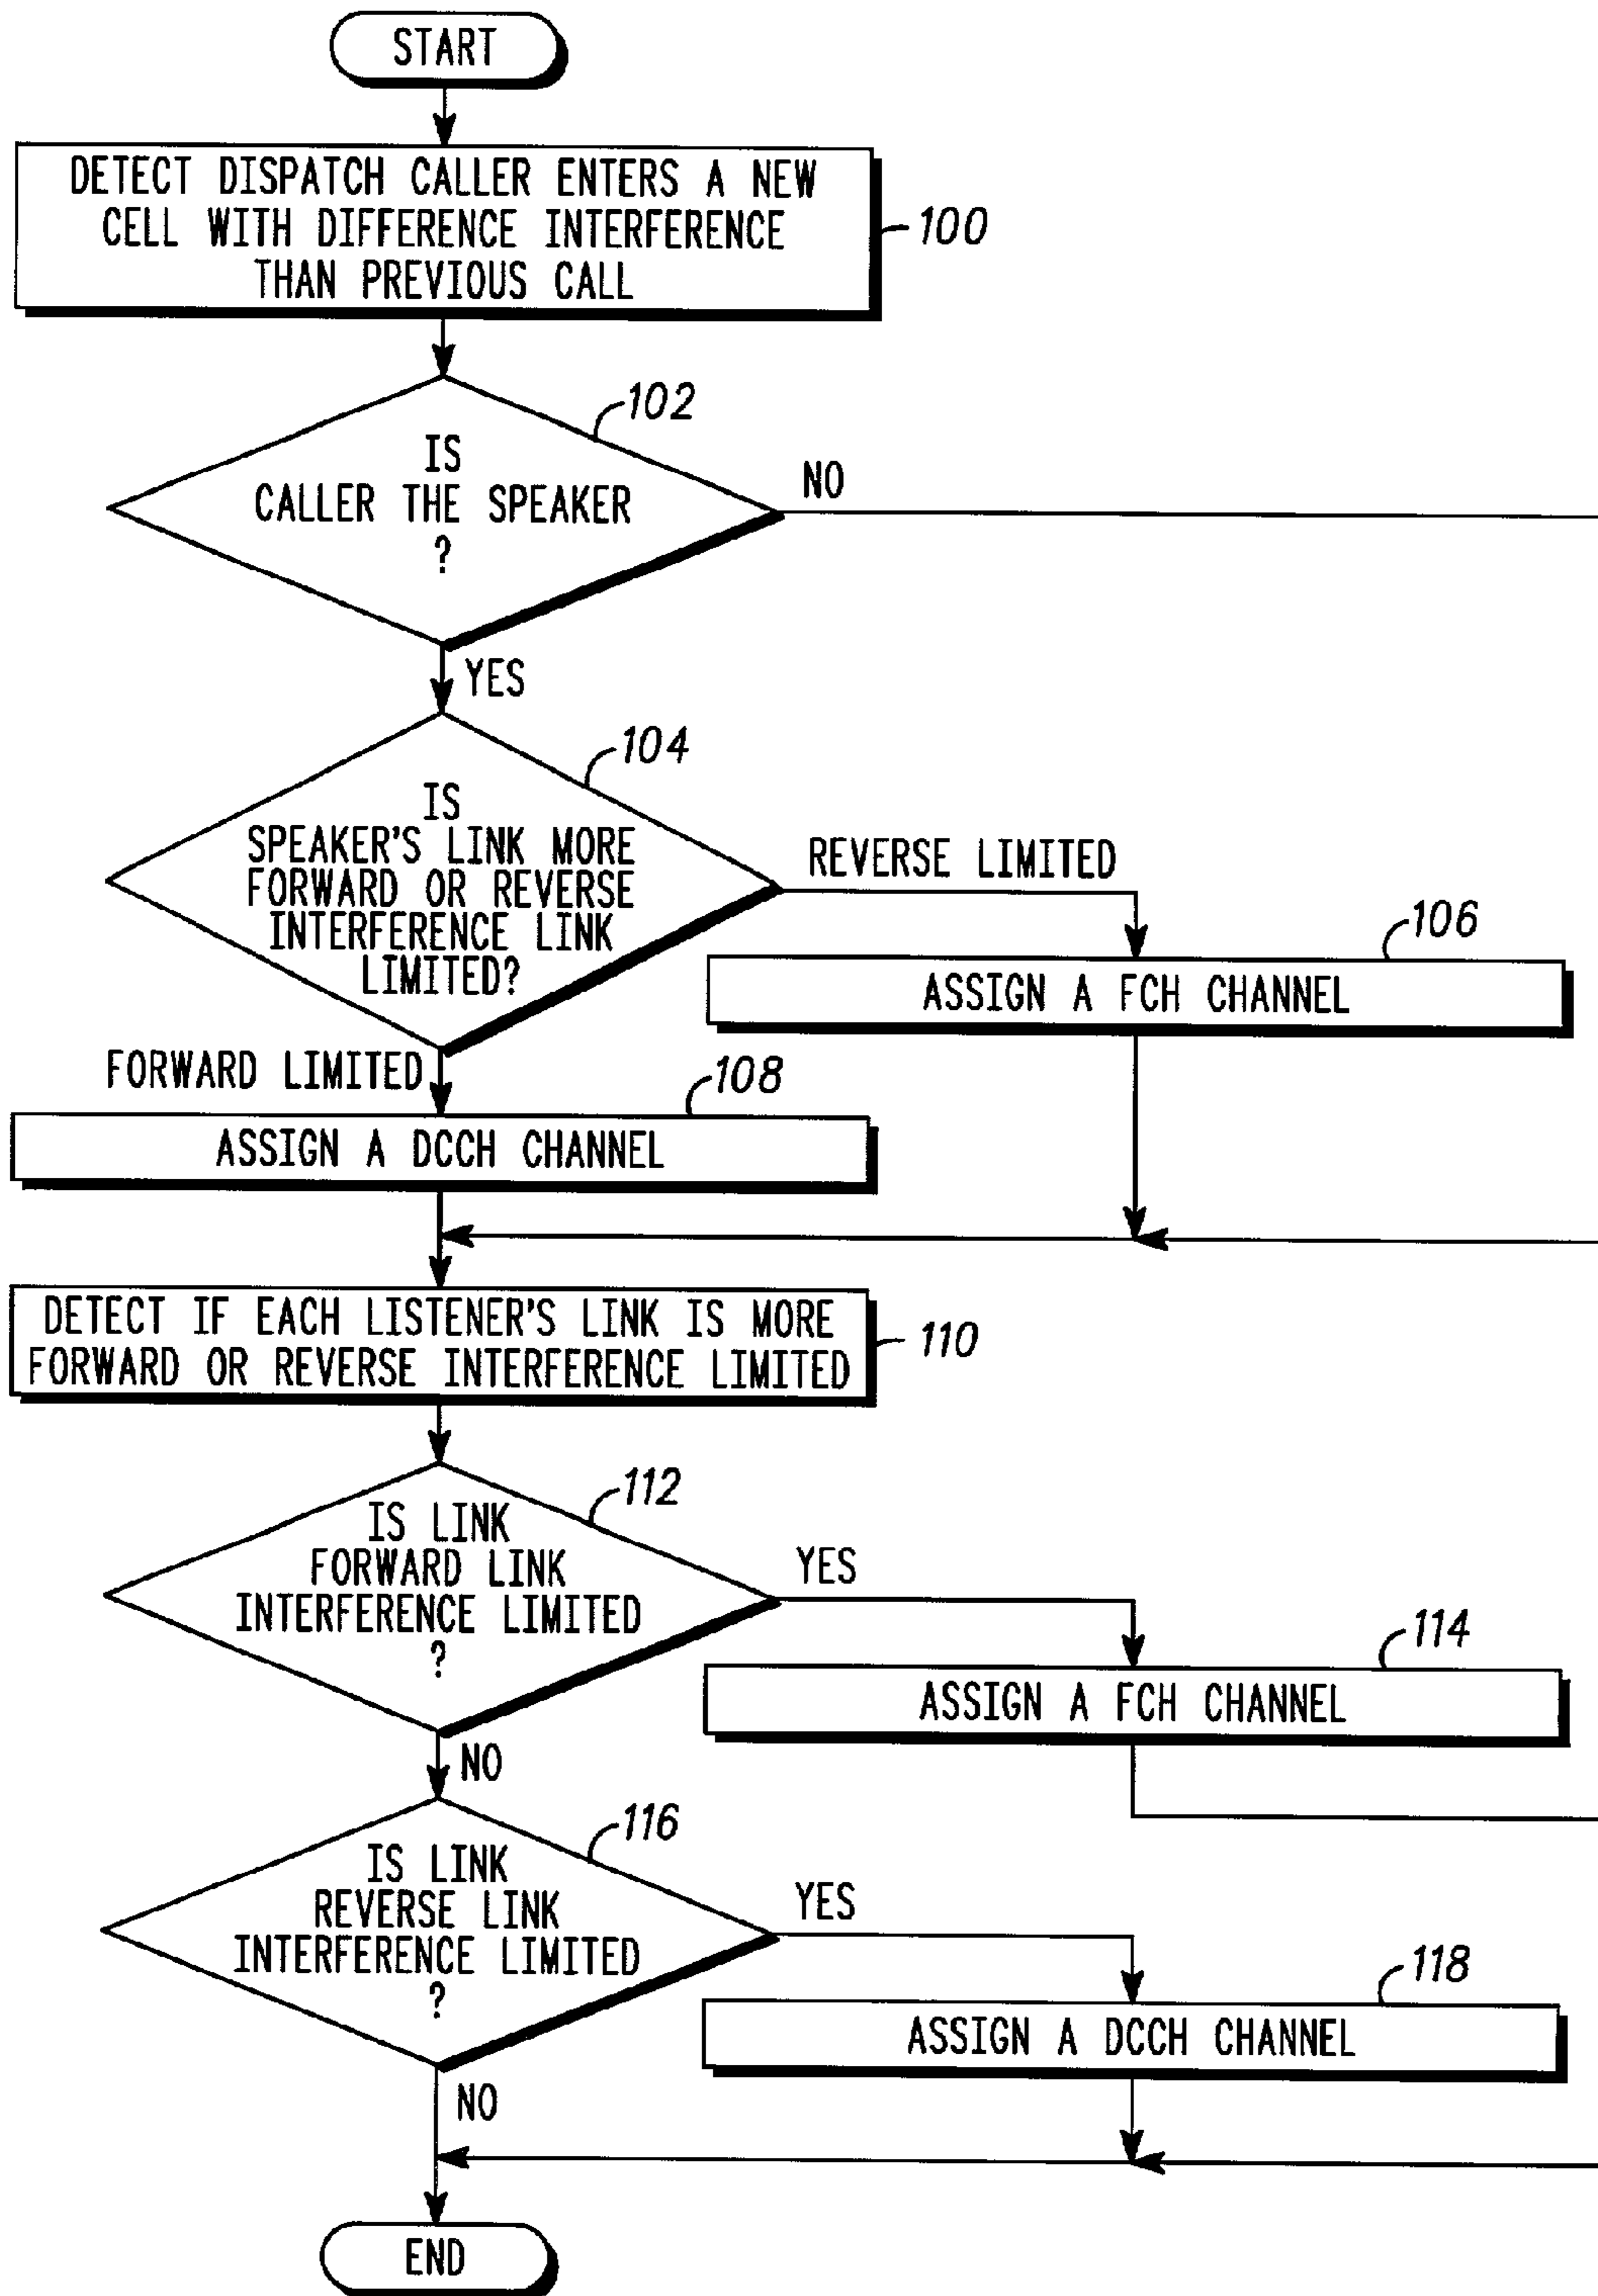 START
DETECT DISPATCH CALLER ENTERS A NEW
CELL WITH DIFFERENCE INTERFERENCE
THAN PREVIOUS CALL
100
102
IS
CALLER THE SPEAKER
?
NO
YES
104
IS
SPEAKER'S LINK MORE
FORWARD OR REVERSE
INTERFERENCE LINK
LIMITED?
REVERSE LIMITED
106
ASSIGN A FCH CHANNEL
FORWARD LIMITED
108
ASSIGN A DCCH CHANNEL
DETECT IF EACH LISTENER'S LINK IS MORE
FORWARD OR REVERSE INTERFERENCE LIMITED
110
112
IS LINK
FORWARD LINK
INTERFERENCE LIMITED
?
YES
114
ASSIGN A FCH CHANNEL
NO
116
IS LINK
REVERSE LINK
INTERFERENCE LIMITED
?
YES
118
ASSIGN A DCCH CHANNEL
NO
END